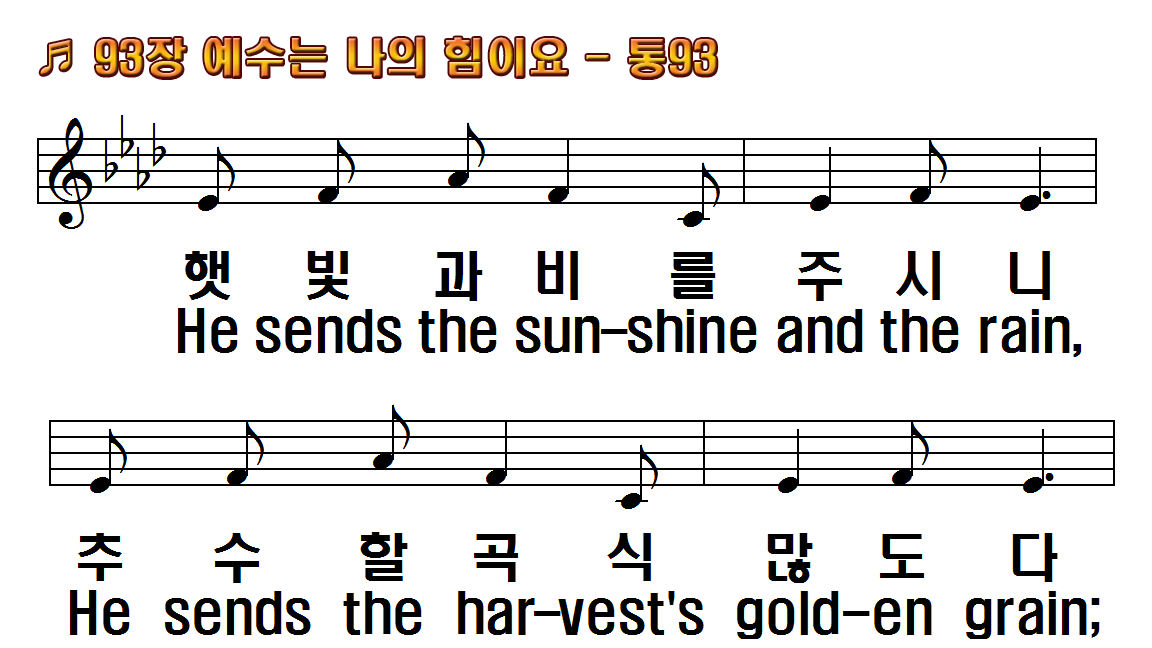 93장 예수는 나의 힘이요 - 통93
햇 빛 과 비 를 주 시 니
He sends the sun-shine and the rain,
추 수 할 곡 식 많 도 다
He sends the har-vest's gold-en grain;